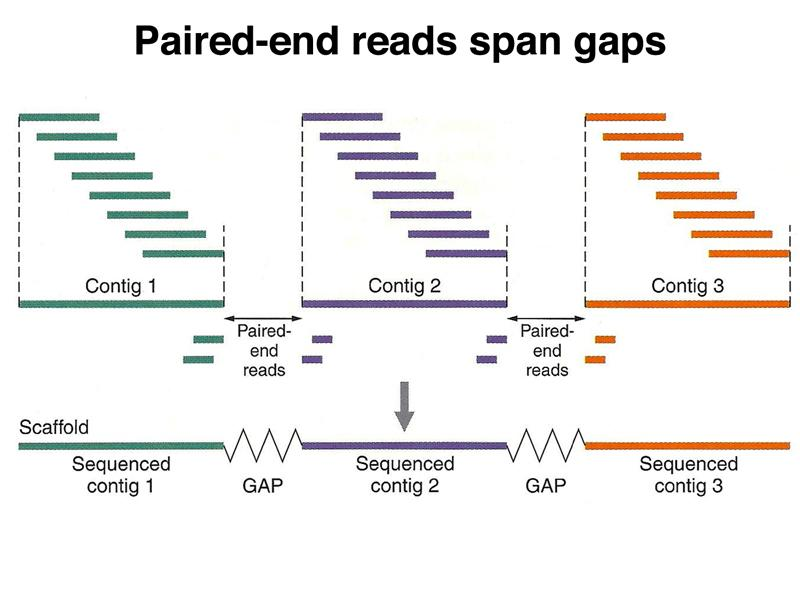 Paired-end reads span gaps
Contig 1
Contig 2
Contig 3
Paired-
end
reads
Paired-
end
reads
Scaffold
Sequenced
contig 1
GAP
Sequenced
contig 2
GAP
Sequenced
contig 3